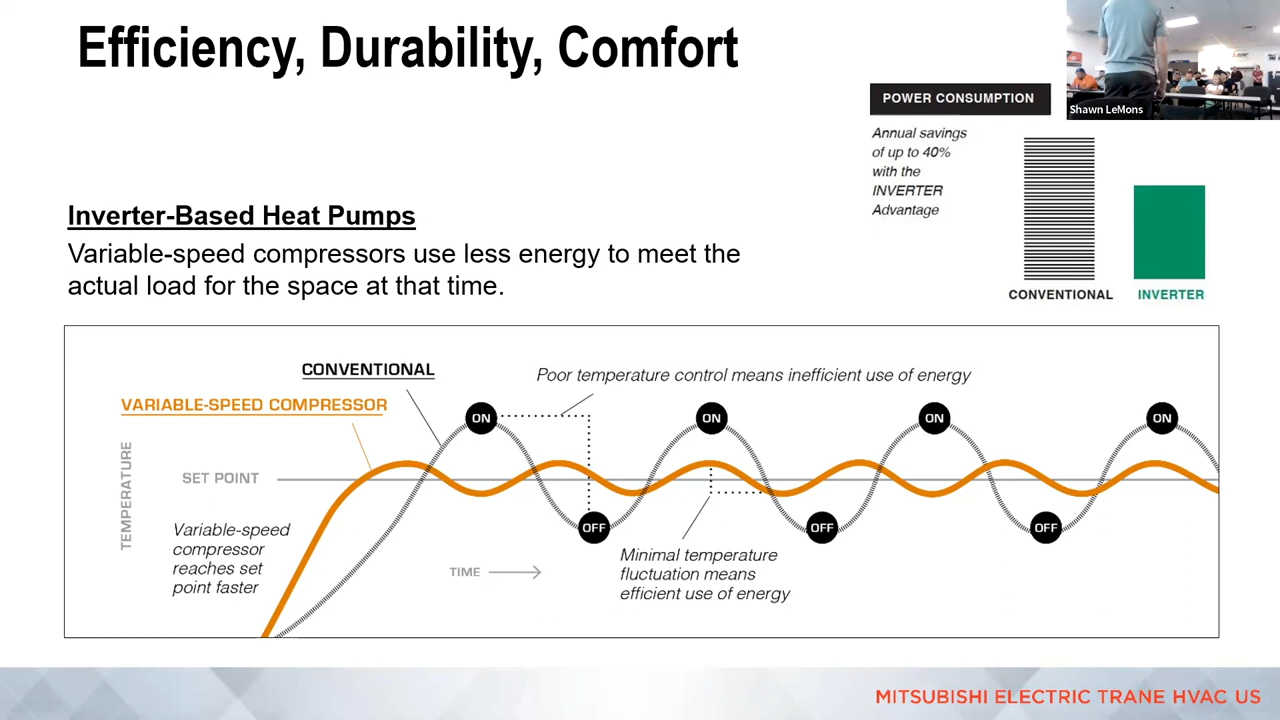 Efficiency, Durability, Comfort
Shawn LeMons
POWER CONSUMPTION
Annual savings
of up to 40%
with the
INVERTER
Advantage
CONVENTIONAL
INVERTER
Inverter-Based Heat Pumps
Variable-speed compressors use less energy to meet the
actual load for the space at that time.
CONVENTIONAL
Poor temperature control means inefficient use of energy
VARIABLE-SPEED COMPRESSOR
ON
ON
ON
ON
TEMPERATURE
SET POINT
OFF
OFF
OFF
Variable-speed
compressor
reaches set
point faster
TIME
Minimal temperature
fluctuation means
efficient use of energy
MITSUBISHI ELECTRIC TRANE HVAC US